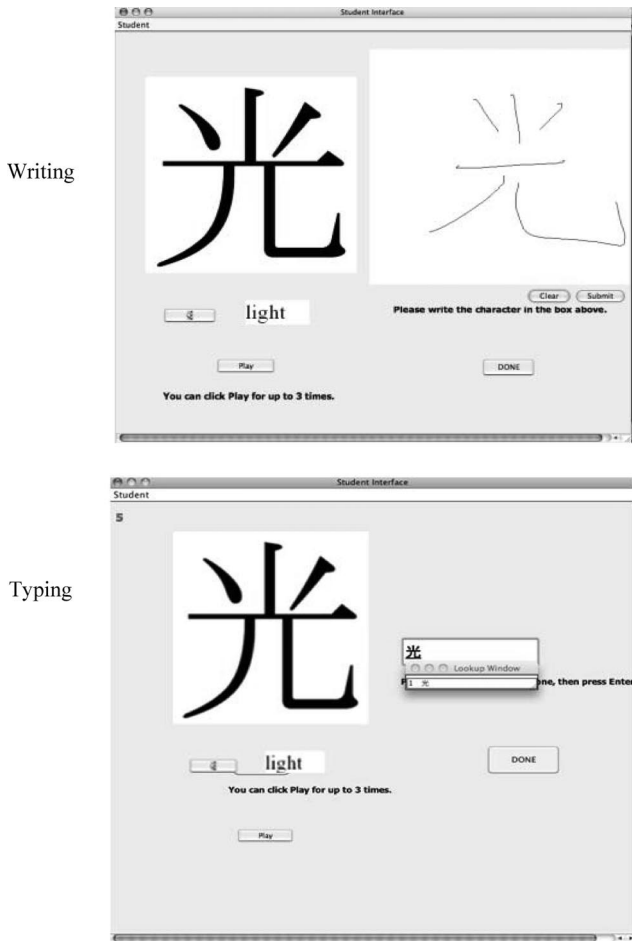 Student Interface
Student
Writing
光
光
light
Clear
Submit
Please write the character in the box above.
Play
DONE
You can click Play for up to 3 times.
Student Interface
Student
5
Typing
光
光
Lookup Window
1 光
one, then press Enter
light
DONE
You can click Play for up to 3 times.
Play